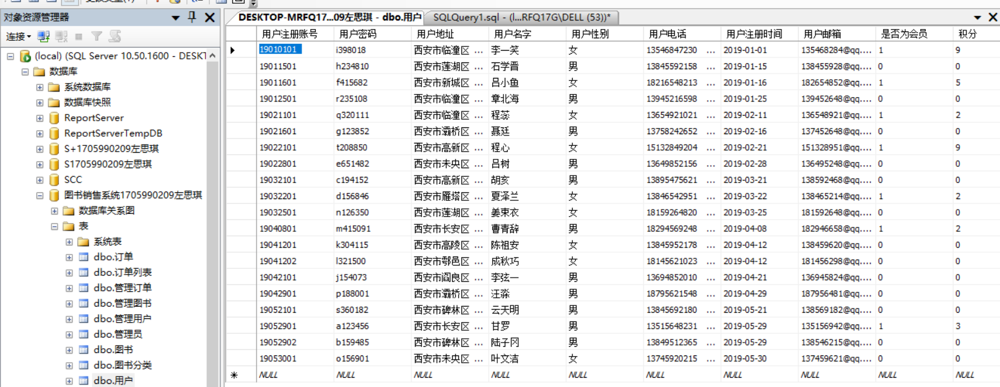 对象资源管理器
连接
(local) (SQL Server 10.50.1600 - DESKT
数据库
系统数据库
数据库快照
ReportServer
ReportServerTempDB
S+1705990209左思琪
S1705990209左思琪
SCC
图书销售系统1705990209左思琪
数据库关系图
表
系统表
dbo.订单
dbo.订单列表
dbo.管理订单
dbo.管理图书
dbo.管理用户
dbo.管理员
dbo.图书
dbo.图书分类
dbo.用户
DESKTOP-MRFQ17...09左思琪 - dbo.用户 SQLQuery1.sql - (l...RFQ17G\DELL (53))*
用户注册账号 用户密码 用户地址 用户名字 用户性别 用户电话 用户注册时间 用户邮箱 是否为会员 积分
19010101 i398018 西安市临潼区 ... 李一笑 女 13546847230 ... 2019-01-01 135468284@qq.... 1 9
19011501 h234810 西安市莲湖区 ... 石学晋 男 13845592158 ... 2019-01-15 138455928@qq.... 0 0
19011601 f415682 西安市新城区 ... 吕小鱼 女 18216548213 ... 2019-01-16 182654852@qq.... 1 5
19012501 r235108 西安市临潼区 ... 章北海 男 13945216598 ... 2019-01-25 139452648@qq.... 0 0
19021101 q320111 西安市临潼区 ... 程蕊 女 13654921021 ... 2019-02-11 136548921@qq.... 1 2
19021601 g123852 西安市灞桥区 ... 聂廷 男 13758242652 ... 2019-02-16 137452648@qq.... 0 0
19022101 t208850 西安市高新区 ... 程心 女 15132849204 ... 2019-02-21 151328951@qq.... 1 9
19022801 e651482 西安市未央区 ... 吕树 男 13649852156 ... 2019-02-28 136495248@qq.... 0 0
19032101 c194152 西安市高新区 ... 胡亥 男 13895475621 ... 2019-03-21 138592468@qq.... 0 0
19032201 d156846 西安市雁塔区 ... 夏泽兰 女 13846542951 ... 2019-03-22 138465214@qq.... 1 2
19032501 n126350 西安市莲湖区 ... 姜束衣 女 18159264820 ... 2019-03-25 181592648@qq.... 0 0
19040801 m415091 西安市长安区 ... 曹青辞 男 18294569248 ... 2019-04-08 182946658@qq.... 1 2
19041201 k304115 西安市高陵区 ... 陈祖安 女 13845952178 ... 2019-04-12 138459620@qq.... 0 0
19041202 l321500 西安市鄠邑区 ... 成秋巧 女 18145621023 ... 2019-04-12 181456298@qq.... 0 0
19042101 j154073 西安市阎良区 ... 李弦一 男 13694852010 ... 2019-04-21 136945824@qq.... 0 0
19042901 p188001 西安市灞桥区 ... 汪淼 男 18795621548 ... 2019-04-29 187956481@qq.... 0 0
19052101 s360182 西安市碑林区 ... 云天明 男 13845692180 ... 2019-05-21 138569182@qq.... 0 0
19052901 a123456 西安市长安区 ... 甘罗 男 13515648231 ... 2019-05-29 135156942@qq.... 1 3
19052902 b159485 西安市碑林区 ... 陆子冈 男 13849512365 ... 2019-05-29 138546215@qq.... 0 0
19053001 o156901 西安市未央区 ... 叶文洁 女 13745920215 ... 2019-05-30 137459621@qq.... 0 0
NULL NULL NULL NULL NULL NULL NULL NULL NULL NULL